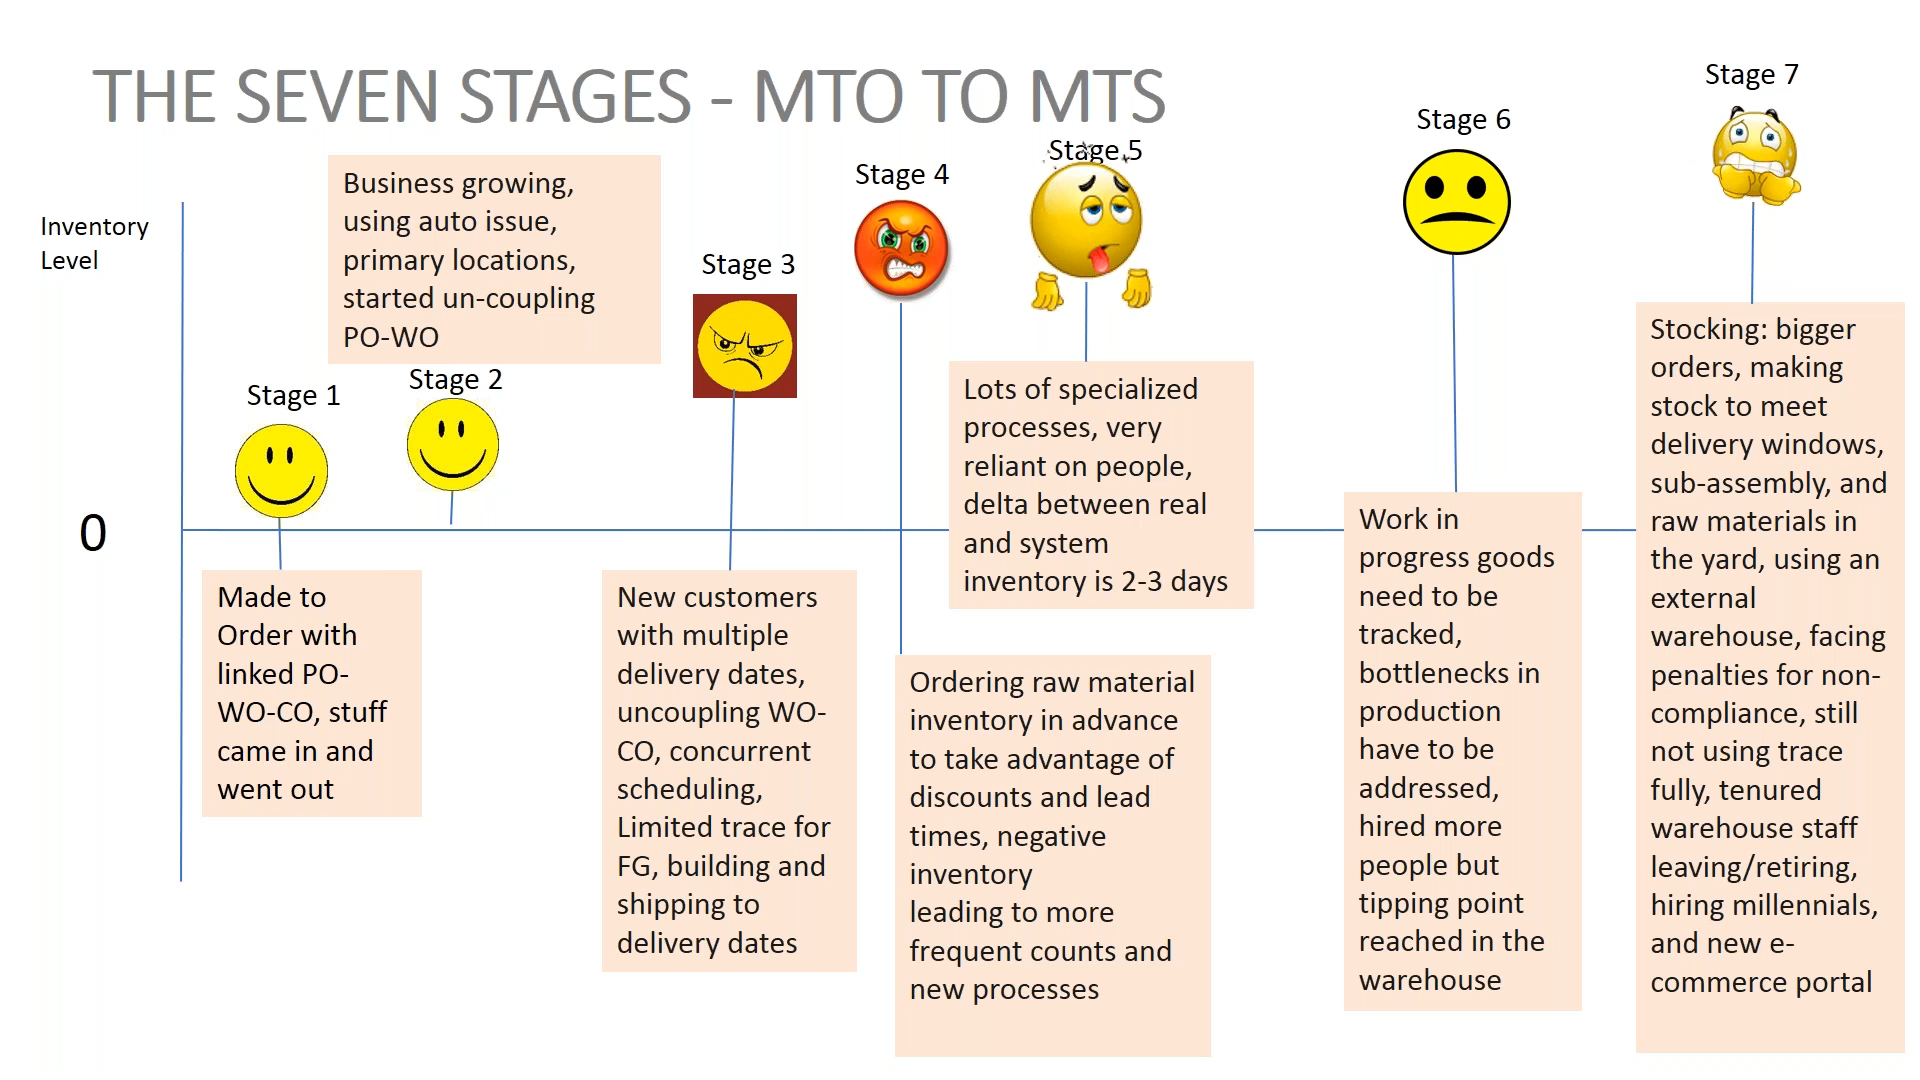 THE SEVEN STAGES - MTO TO MTS
Inventory
Level
0
Stage 1
Made to
Order with
linked PO-
WO-CO, stuff
came in and
went out
Business growing,
using auto issue,
primary locations,
started un-coupling
PO-WO
Stage 2
Stage 3
New customers
with multiple
delivery dates,
uncoupling WO-
CO, concurrent
scheduling,
Limited trace for
FG, building and
shipping to
delivery dates
Stage 4
Ordering raw material
inventory in advance
to take advantage of
discounts and lead
times, negative
inventory
leading to more
frequent counts and
new processes
Stage 5
Lots of specialized
processes, very
reliant on people,
delta between real
and system
inventory is 2-3 days
Stage 6
Work in
progress goods
need to be
tracked,
bottlenecks in
production
have to be
addressed,
hired more
people but
tipping point
reached in the
warehouse
Stage 7
Stocking: bigger
orders, making
stock to meet
delivery windows,
sub-assembly, and
raw materials in
the yard, using an
external
warehouse, facing
penalties for non-
compliance, still
not using trace
fully, tenured
warehouse staff
leaving/retiring,
hiring millennials,
and new e-
commerce portal